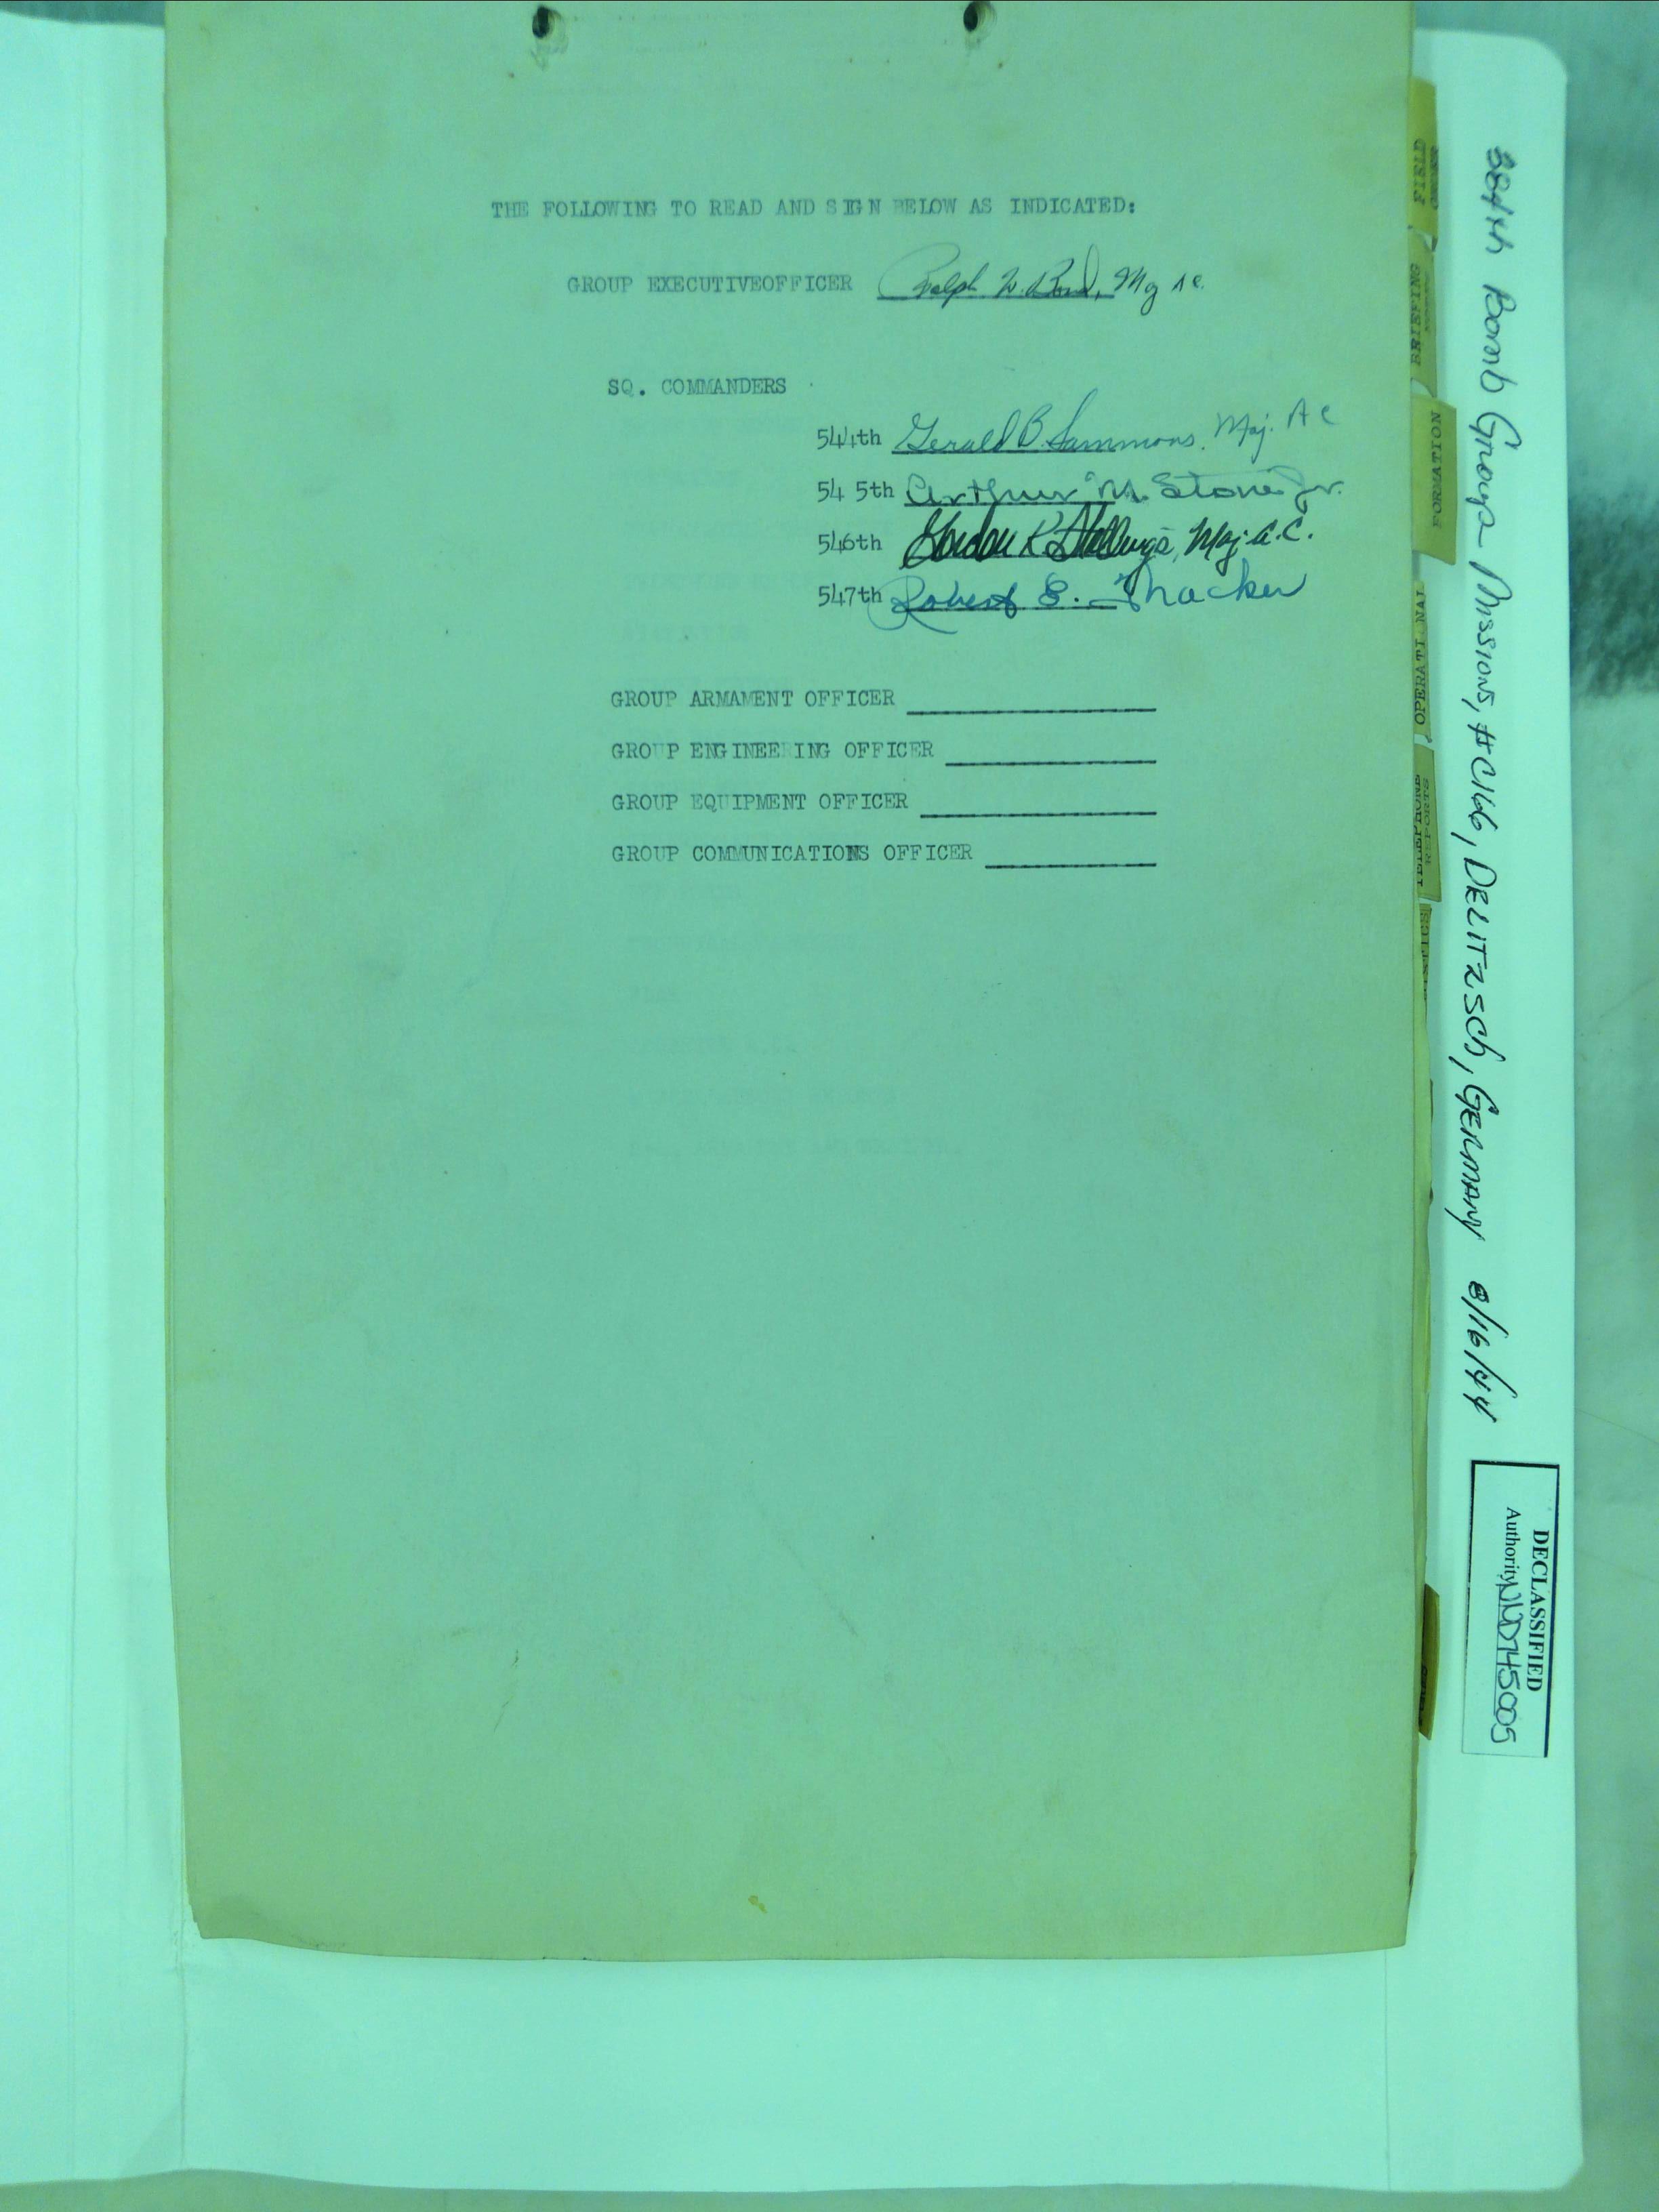 THE FOLLOWING TO READ AND SIGN BELOW AS INDICATED:
GROUP EXECUTIVEOFFICER Ralph W. Bond, Maj AC.
SQ. COMMANDERS
544th Gerald B. Sammons, Maj. AC
545th Arthur M. Stone Jr.
546th Gordon K. Stallings, Maj. A.C.
547th Robert E. Thacker
GROUP ARMAMENT OFFICER
GROUP ENGINEERING OFFICER
GROUP EQUIPMENT OFFICER
GROUP COMMUNICATIONS OFFICER
FIELD
BRIEFING
FORMATION
OPERATIONAL
TELEPHONE
REPORTS
384th Bomb Group Missions, #C166, DELITZSCH, GERMANY 8/16/44
DECLASSIFIED
Authority NND745005